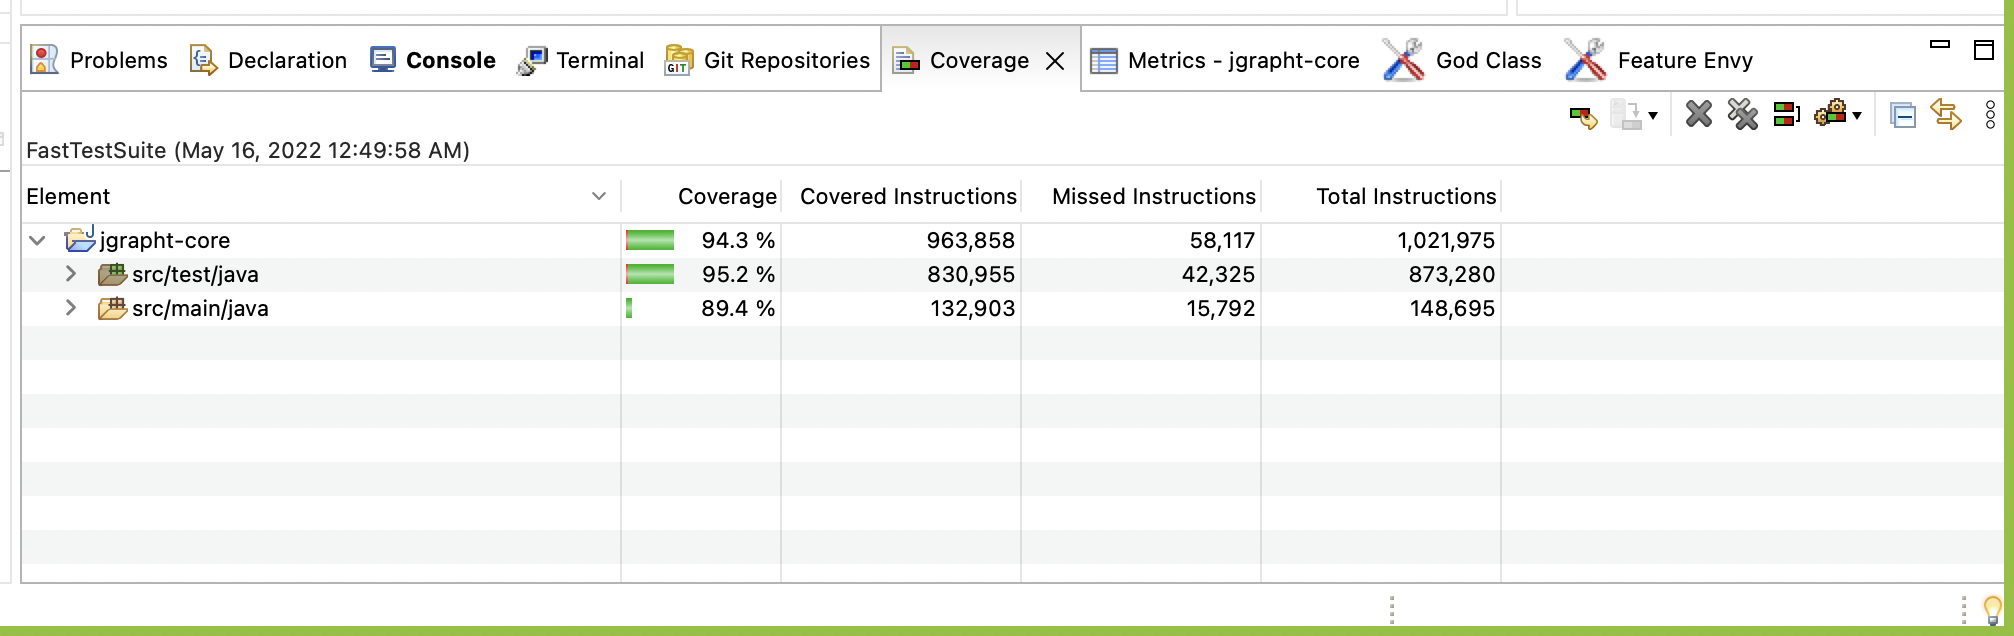 Problems Declaration Console Terminal GIT Git Repositories Coverage Metrics - jgrapht-core God Class Feature Envy
FastTestSuite (May 16, 2022 12:49:58 AM)
Element Coverage Covered Instructions Missed Instructions Total Instructions
jgrapht-core 94.3 % 963,858 58,117 1,021,975
src/test/java 95.2 % 830,955 42,325 873,280
src/main/java 89.4 % 132,903 15,792 148,695